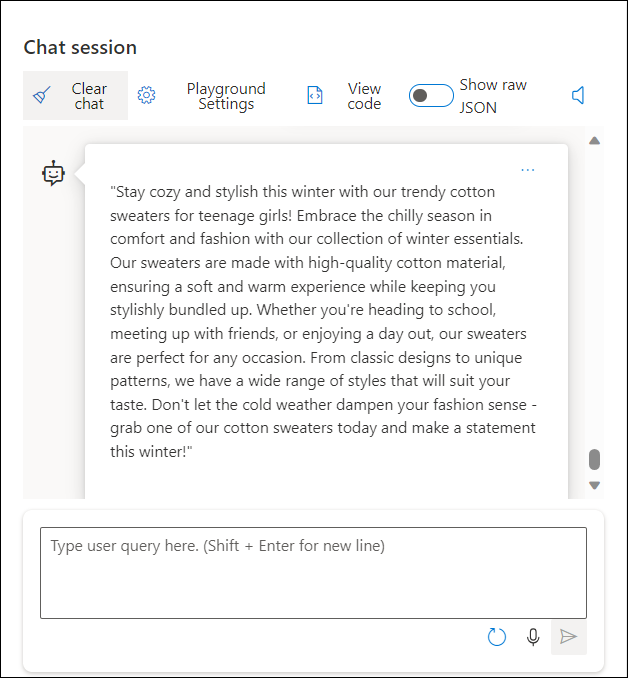 Chat session
Clear
chat
Playground
Settings
View
code
Show raw
JSON
...
"Stay cozy and stylish this winter with our trendy cotton
sweaters for teenage girls! Embrace the chilly season in
comfort and fashion with our collection of winter essentials.
Our sweaters are made with high-quality cotton material,
ensuring a soft and warm experience while keeping you
stylishly bundled up. Whether you're heading to school,
meeting up with friends, or enjoying a day out, our sweaters
are perfect for any occasion. From classic designs to unique
patterns, we have a wide range of styles that will suit your
taste. Don't let the cold weather dampen your fashion sense -
grab one of our cotton sweaters today and make a statement
this winter!"
Type user query here. (Shift + Enter for new line)